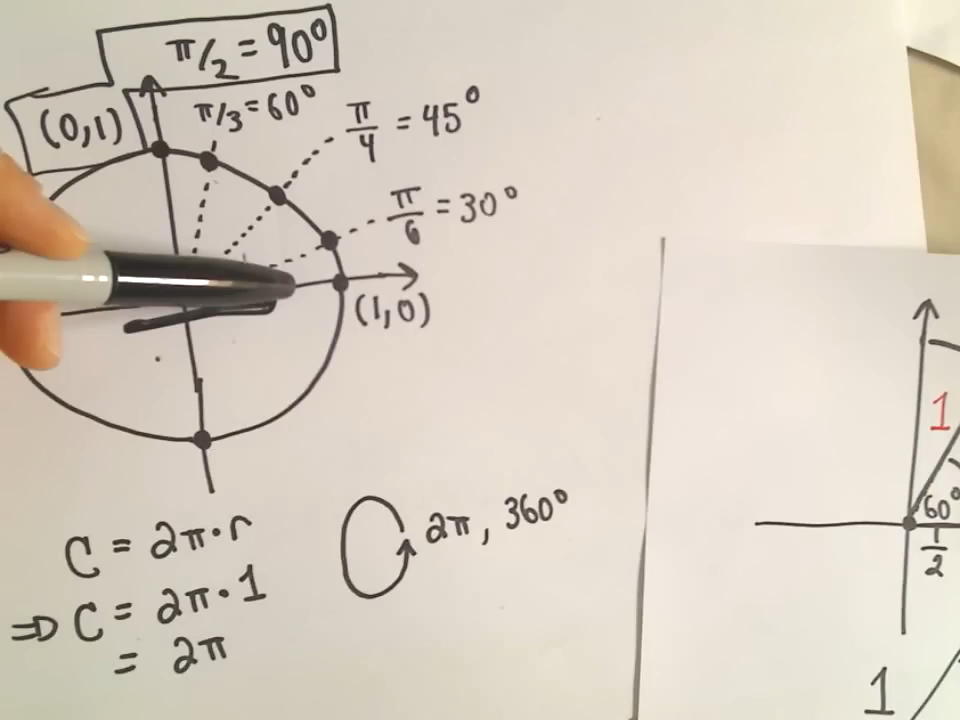 π/2 = 90°
(0,1)
π/3 = 60°
π/4 = 45°
π/6 = 30°
(1,0)
C = 2π·r
⇒ C = 2π·1
= 2π
2π, 360°
1
60°
1/2
1